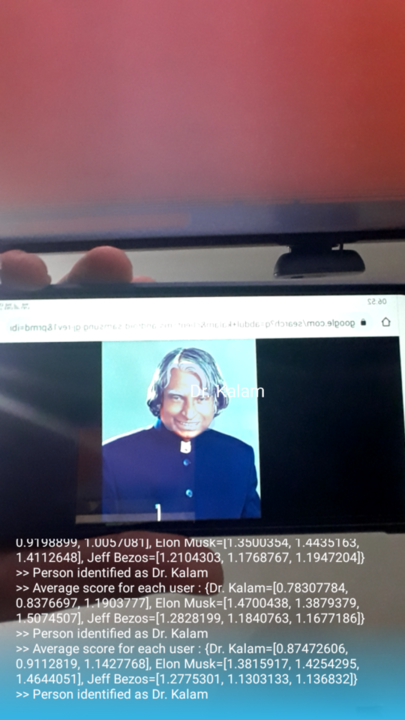 06:52
google.com/search?q=abdul+kalam
Dr. Kalam
0.9198899, 1.0057081], Elon Musk=[1.3500354, 1.4435163,
1.4112648], Jeff Bezos=[1.2104303, 1.1768767, 1.1947204]}
>> Person identified as Dr. Kalam
>> Average score for each user : {Dr. Kalam=[0.78307784,
0.8376697, 1.1903777], Elon Musk=[1.4700438, 1.3879379,
1.5074507], Jeff Bezos=[1.2828199, 1.1840763, 1.1677186]}
>> Person identified as Dr. Kalam
>> Average score for each user : {Dr. Kalam=[0.87472606,
0.9112819, 1.1427768], Elon Musk=[1.3815917, 1.4254295,
1.4644051], Jeff Bezos=[1.2775301, 1.1303133, 1.136832]}
>> Person identified as Dr. Kalam